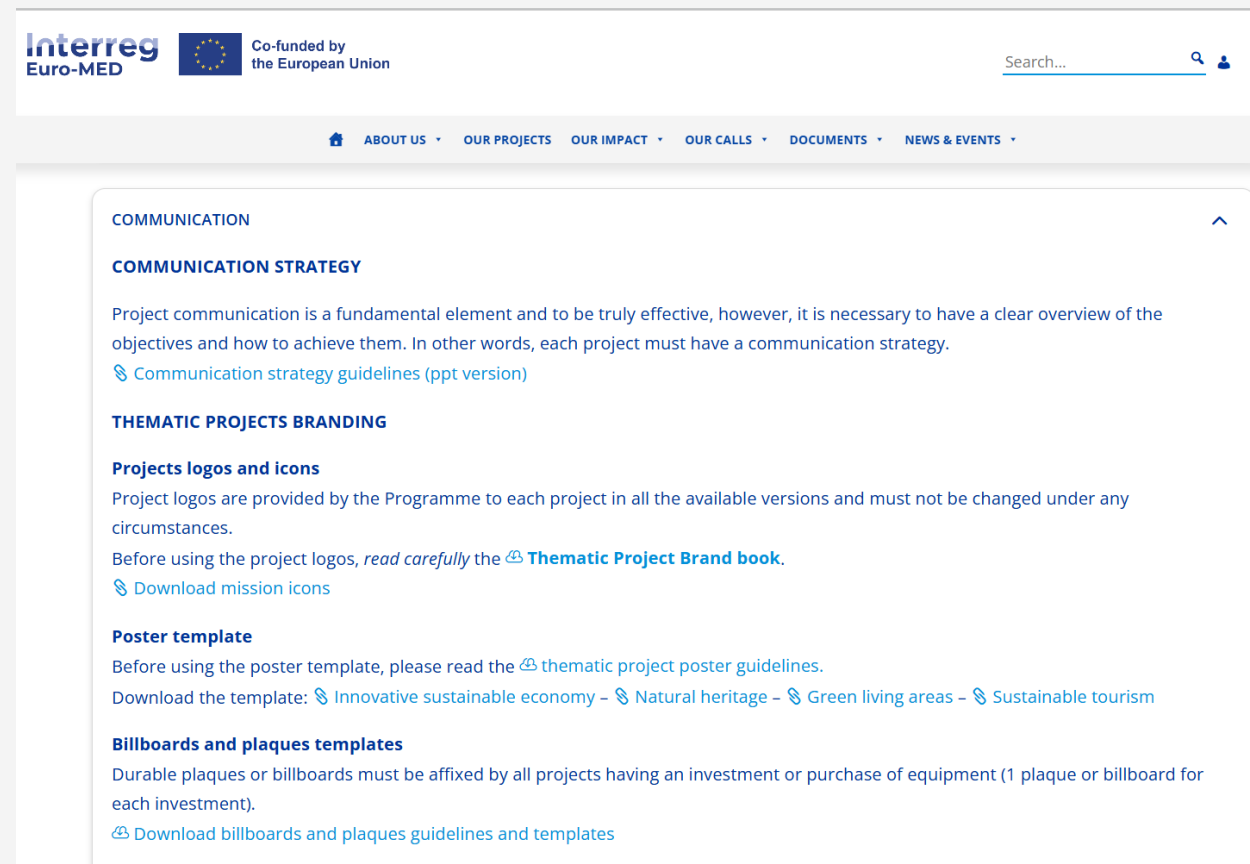 Interreg
Euro-MED
Co-funded by
the European Union
Search...
ABOUT US
OUR PROJECTS
OUR IMPACT
OUR CALLS
DOCUMENTS
NEWS & EVENTS
COMMUNICATION
COMMUNICATION STRATEGY
Project communication is a fundamental element and to be truly effective, however, it is necessary to have a clear overview of the
objectives and how to achieve them. In other words, each project must have a communication strategy.
Communication strategy guidelines (ppt version)
THEMATIC PROJECTS BRANDING
Projects logos and icons
Project logos are provided by the Programme to each project in all the available versions and must not be changed under any
circumstances.
Before using the project logos, read carefully the Thematic Project Brand book.
Download mission icons
Poster template
Before using the poster template, please read the thematic project poster guidelines.
Download the template: Innovative sustainable economy – Natural heritage – Green living areas – Sustainable tourism
Billboards and plaques templates
Durable plaques or billboards must be affixed by all projects having an investment or purchase of equipment (1 plaque or billboard for
each investment).
Download billboards and plaques guidelines and templates